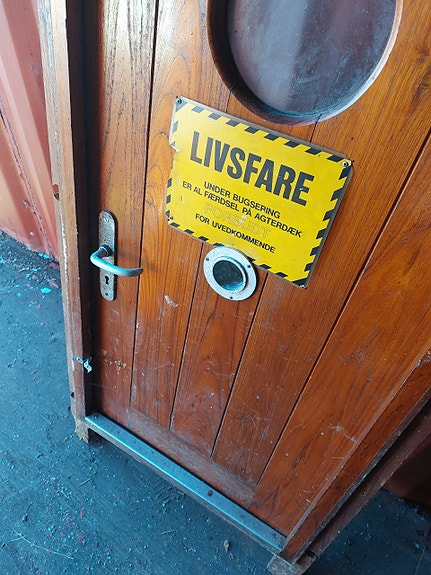 LIVSFARE
UNDER BUGSERING
ER AL FÆRDSEL PÅ AGTERDÆK
FORBUDT
FOR UVEDKOMMENDE